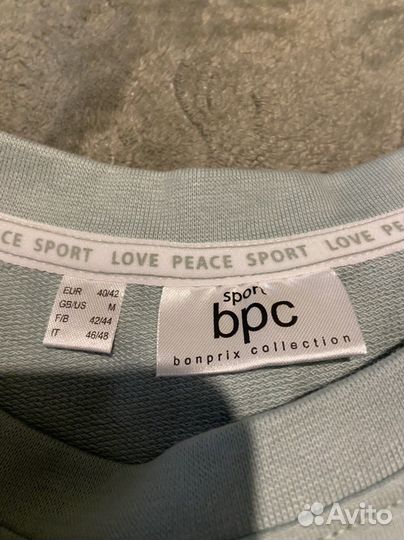 PEACE SPORT LOVE PEACE SPORT LOVE PEACE
EUR 40/42
GB/US M
F/B 42/44
IT 46/48
sport
bpc
bonprix collection
Avito